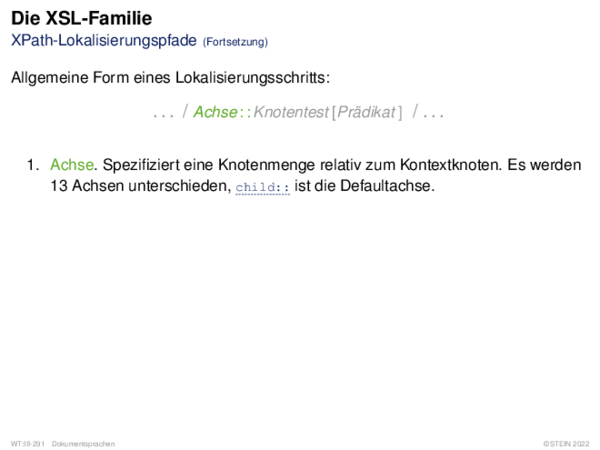 Die XSL-Familie
XPath-Lokalisierungspfade (Fortsetzung)
Allgemeine Form eines Lokalisierungsschritts:
... / Achse::Knotentest[Prädikat] / ...
1. Achse. Spezifiziert eine Knotenmenge relativ zum Kontextknoten. Es werden
13 Achsen unterschieden, child:: ist die Defaultachse.
WT:III-291 Dokumentsprachen
©STEIN 2022